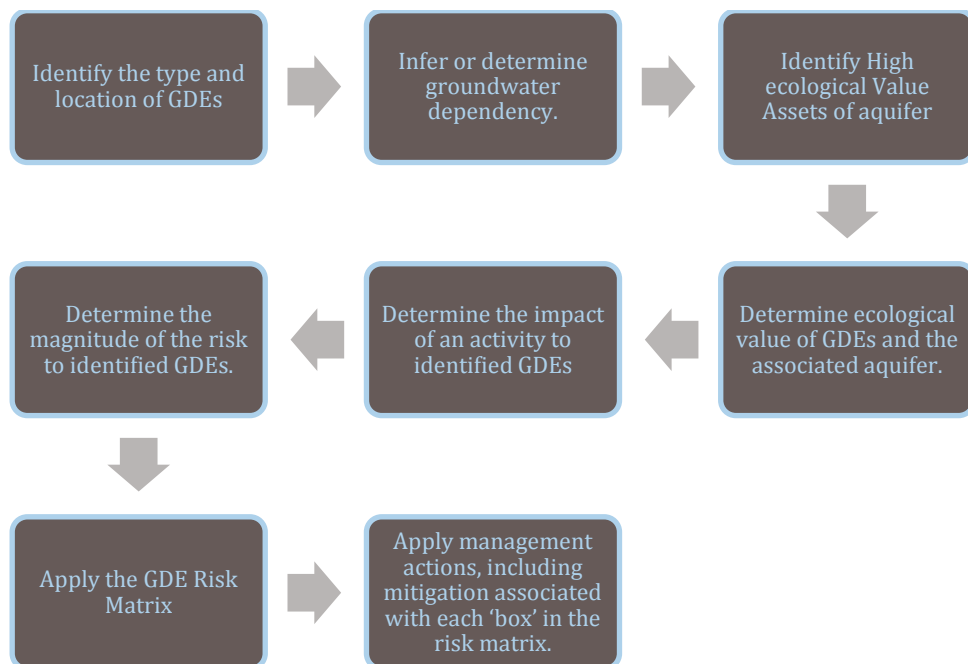 Identify the type and
location of GDEs
Infer or determine
groundwater
dependency.
Identify High
ecological Value
Assets of aquifer
Determine ecological
value of GDEs and the
associated aquifer.
Determine the impact
of an activity to
identified GDEs
Determine the
magnitude of the risk
to identified GDEs.
Apply the GDE Risk
Matrix
Apply management
actions, including
mitigation associated
with each ‘box’ in the
risk matrix.